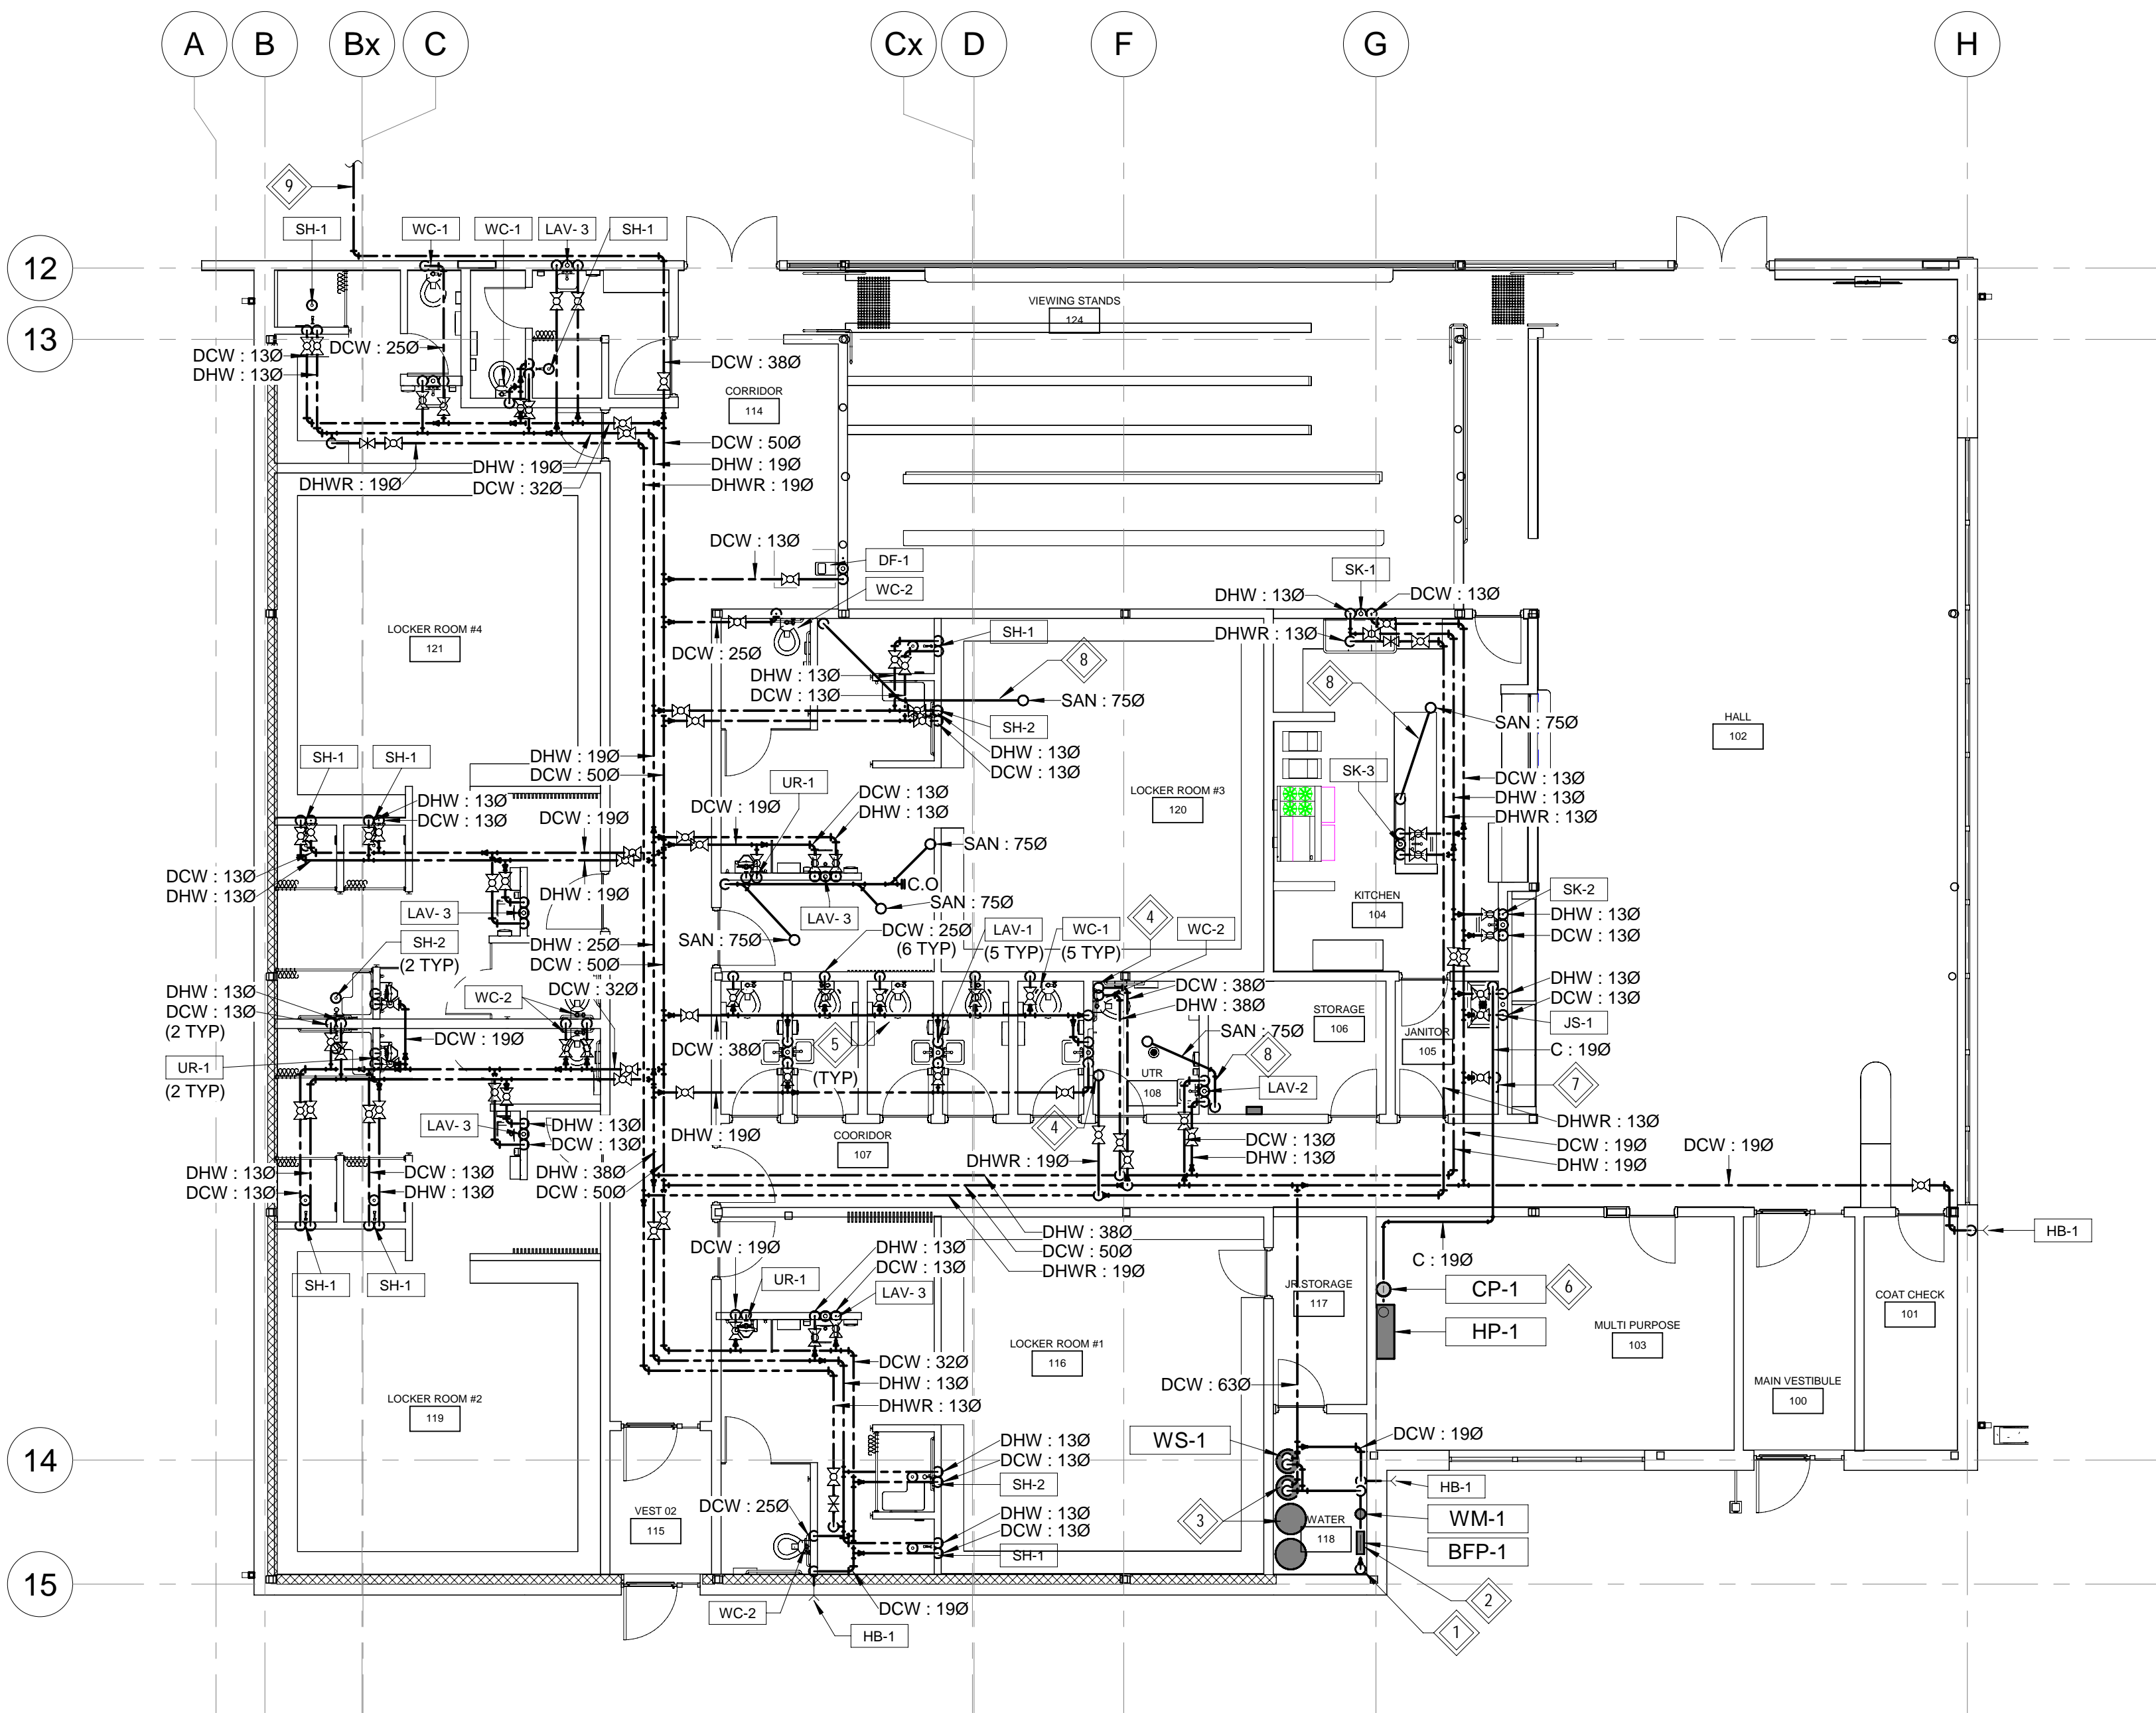 A
B
Bx
C
Cx
D
F
G
H
9
SH-1
WC-1
WC-1
LAV- 3
SH-1
12
VIEWING STANDS
124
13
DCW : 13Ø
DHW : 13Ø
DCW : 25Ø
DCW : 38Ø
CORRIDOR
114
DCW : 50Ø
DHW : 19Ø
DHWR : 19Ø
DHW : 19Ø
DCW : 32Ø
DHWR : 19Ø
DCW : 13Ø
DF-1
WC-2
SK-1
DHW : 13Ø
DCW : 13Ø
DHWR : 13Ø
LOCKER ROOM #4
121
SH-1
DCW : 25Ø
8
DHW : 13Ø
DCW : 13Ø
SAN : 75Ø
8
SAN : 75Ø
HALL
102
SH-2
DHW : 13Ø
DCW : 13Ø
SH-1
SH-1
DHW : 19Ø
DCW : 50Ø
UR-1
SK-3
DCW : 13Ø
DHW : 13Ø
DHWR : 13Ø
DHW : 13Ø
DCW : 13Ø
DCW : 19Ø
DCW : 19Ø
DCW : 13Ø
DHW : 13Ø
LOCKER ROOM #3
120
SAN : 75Ø
DCW : 13Ø
DHW : 13Ø
DHW : 19Ø
C.O
SAN : 75Ø
LAV- 3
LAV- 3
KITCHEN
104
SK-2
DHW : 13Ø
DCW : 13Ø
SH-2
(2 TYP)
DHW : 25Ø
DCW : 50Ø
SAN : 75Ø
DCW : 25Ø
(6 TYP)
LAV-1
(5 TYP)
WC-1
(5 TYP)
4
WC-2
DHW : 13Ø
DCW : 13Ø
(2 TYP)
WC-2
DCW : 32Ø
DCW : 38Ø
DHW : 38Ø
STORAGE
106
JANITOR
105
DHW : 13Ø
DCW : 13Ø
JS-1
C : 19Ø
DCW : 19Ø
UR-1
(2 TYP)
DCW : 38Ø
5
(TYP)
SAN : 75Ø
8
UTR
108
LAV-2
7
LAV- 3
DHW : 13Ø
DCW : 13Ø
DHW : 19Ø
COORIDOR
107
4
DHWR : 19Ø
DCW : 13Ø
DHW : 13Ø
DHWR : 13Ø
DCW : 19Ø
DHW : 19Ø
DCW : 19Ø
DHW : 13Ø
DCW : 13Ø
DCW : 13Ø
DHW : 13Ø
DHW : 38Ø
DCW : 50Ø
HB-1
SH-1
SH-1
DCW : 19Ø
UR-1
DHW : 13Ø
DCW : 13Ø
LAV- 3
DHW : 38Ø
DCW : 50Ø
DHWR : 19Ø
C : 19Ø
JR.STORAGE
117
CP-1
6
HP-1
MULTI PURPOSE
103
COAT CHECK
101
LOCKER ROOM #1
116
DCW : 32Ø
DHW : 13Ø
DHWR : 13Ø
DCW : 63Ø
LOCKER ROOM #2
119
MAIN VESTIBULE
100
14
DHW : 13Ø
DCW : 13Ø
SH-2
WS-1
DCW : 19Ø
HB-1
VEST 02
115
DCW : 25Ø
DHW : 13Ø
DCW : 13Ø
SH-1
3
WATER
118
WM-1
BFP-1
15
WC-2
DCW : 19Ø
HB-1
2
1